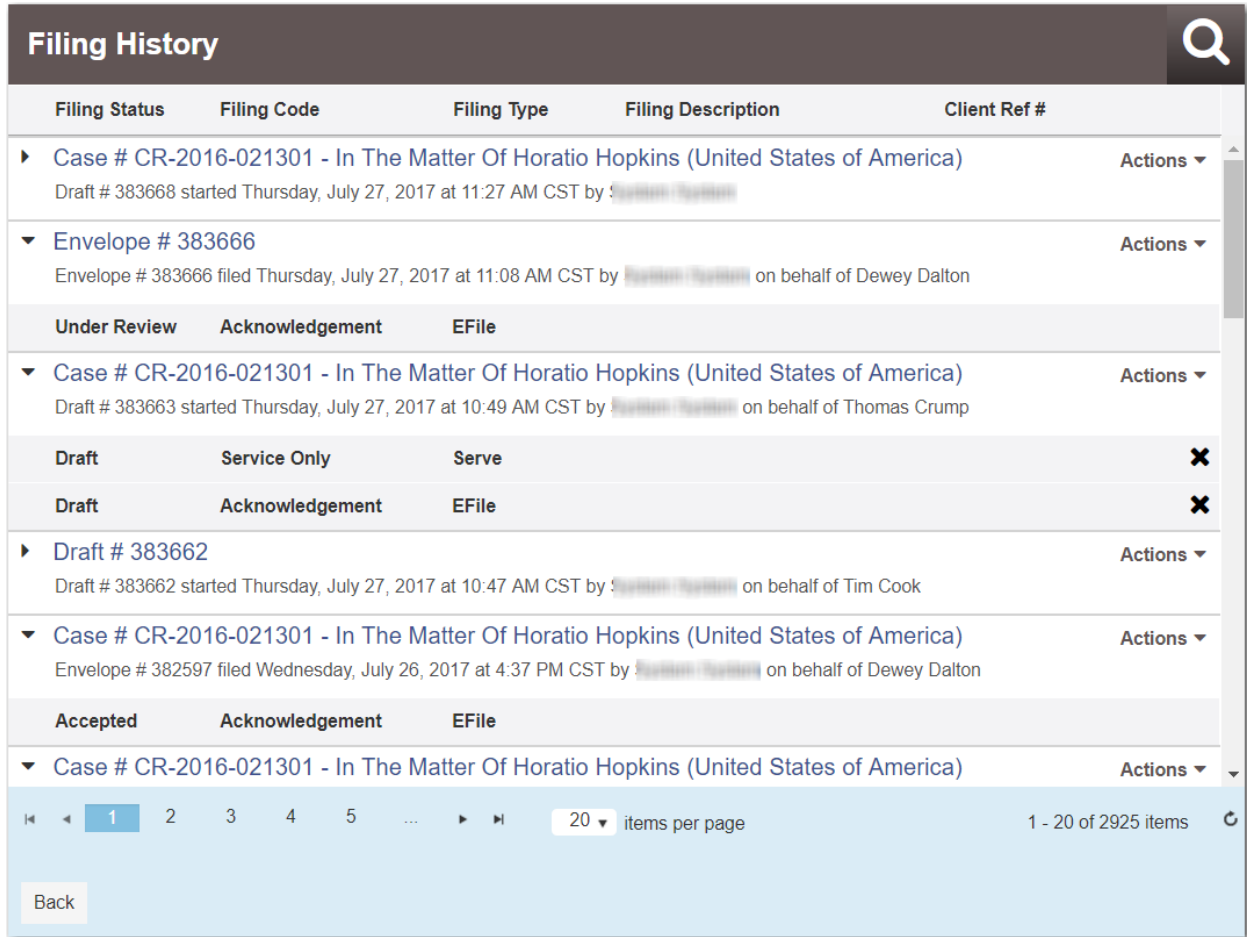 Filing History
Filing Status Filing Code Filing Type Filing Description Client Ref #
Case # CR-2016-021301 - In The Matter Of Horatio Hopkins (United States of America) Actions
Draft # 383668 started Thursday, July 27, 2017 at 11:27 AM CST by
Envelope # 383666 Actions
Envelope # 383666 filed Thursday, July 27, 2017 at 11:08 AM CST by on behalf of Dewey Dalton
Under Review Acknowledgement EFile
Case # CR-2016-021301 - In The Matter Of Horatio Hopkins (United States of America) Actions
Draft # 383663 started Thursday, July 27, 2017 at 10:49 AM CST by on behalf of Thomas Crump
Draft Service Only Serve
Draft Acknowledgement EFile
Draft # 383662 Actions
Draft # 383662 started Thursday, July 27, 2017 at 10:47 AM CST by on behalf of Tim Cook
Case # CR-2016-021301 - In The Matter Of Horatio Hopkins (United States of America) Actions
Envelope # 382597 filed Wednesday, July 26, 2017 at 4:37 PM CST by on behalf of Dewey Dalton
Accepted Acknowledgement EFile
Case # CR-2016-021301 - In The Matter Of Horatio Hopkins (United States of America) Actions
1 2 3 4 5 ... 20 items per page 1 - 20 of 2925 items
Back